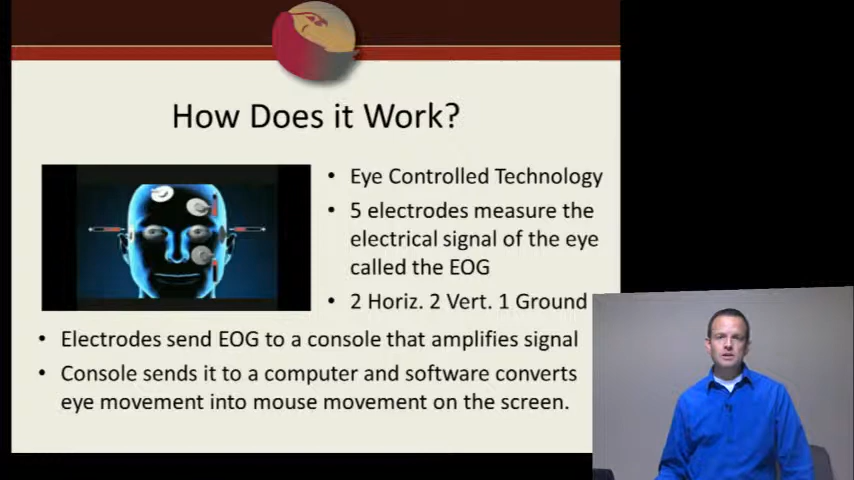 How Does it Work?
• Eye Controlled Technology
• 5 electrodes measure the
electrical signal of the eye
called the EOG
• 2 Horiz. 2 Vert. 1 Ground
• Electrodes send EOG to a console that amplifies signal
• Console sends it to a computer and software converts
eye movement into mouse movement on the screen.